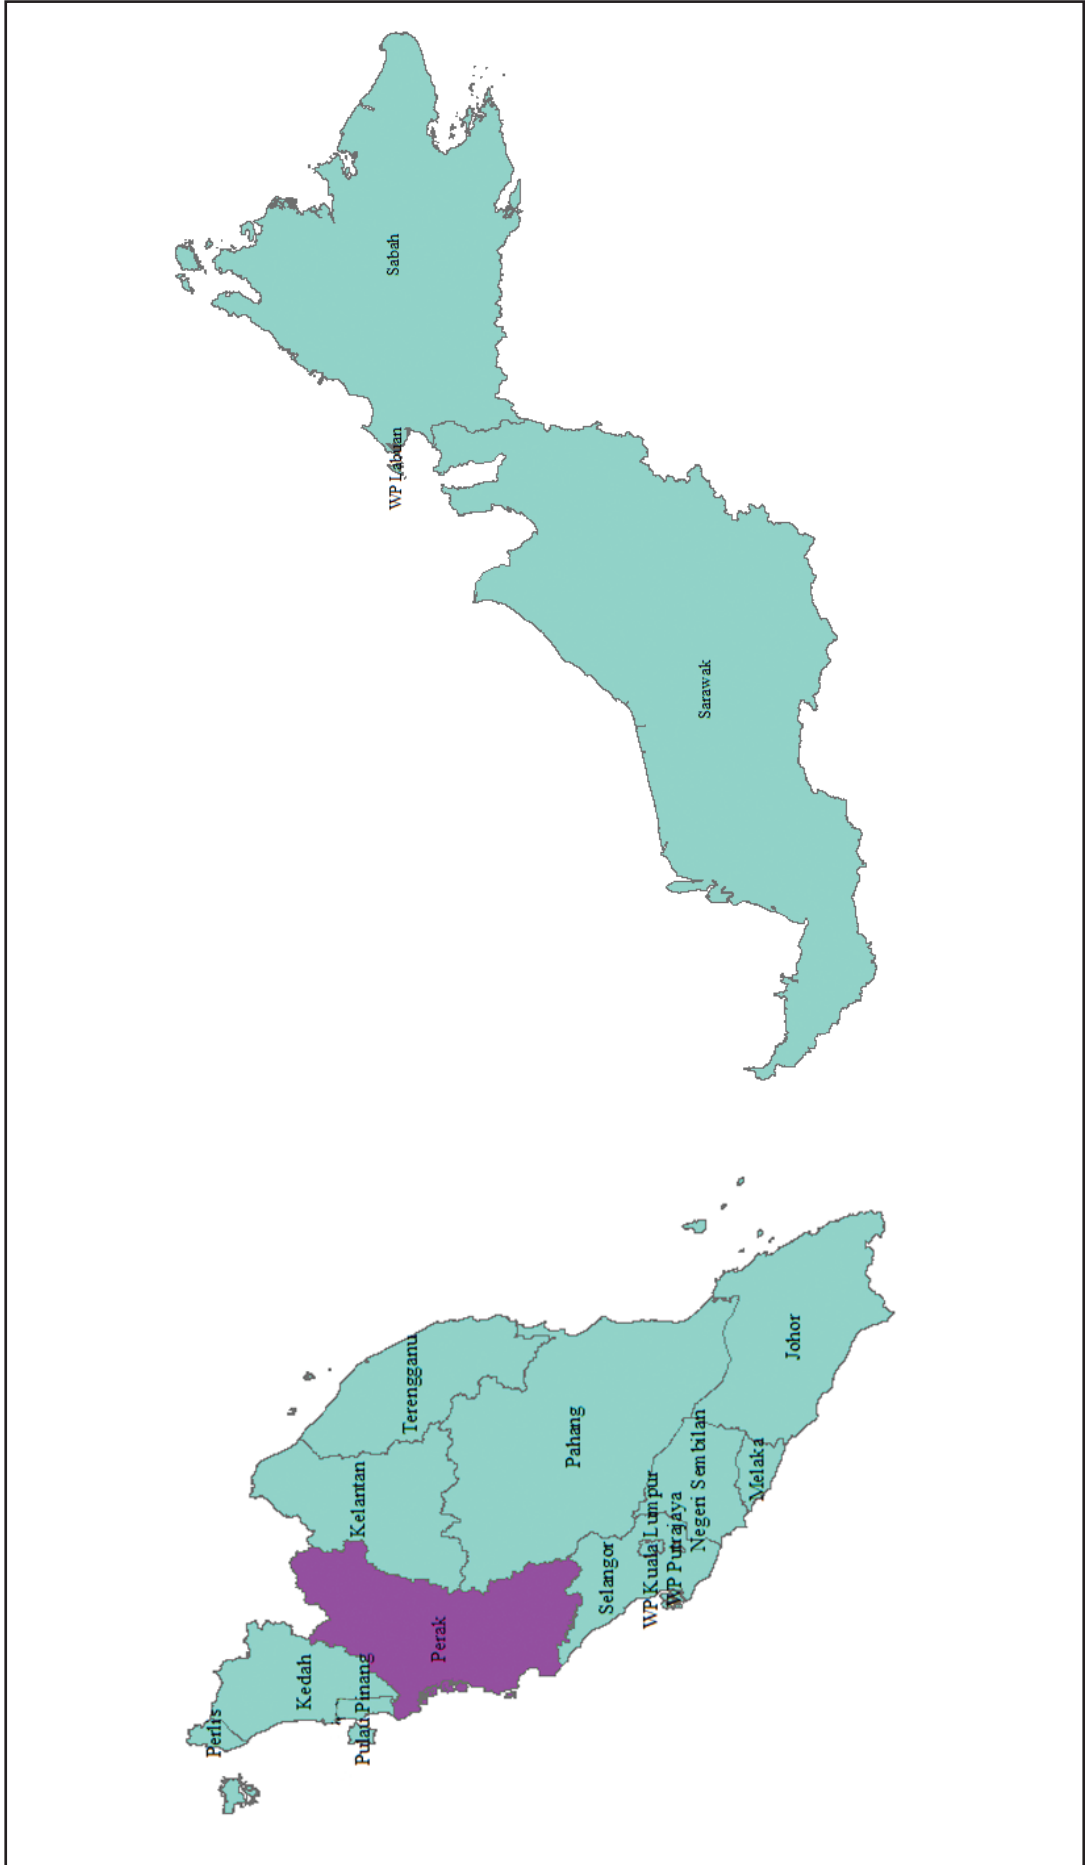 Perlis
Kedah
Pulau Pinang
Perak
Kelantan
Terengganu
Pahang
Selangor
WP Kuala Lumpur
WP Putrajaya
Negeri Sembilan
Melaka
Johor
Sarawak
WP Labuan
Sabah